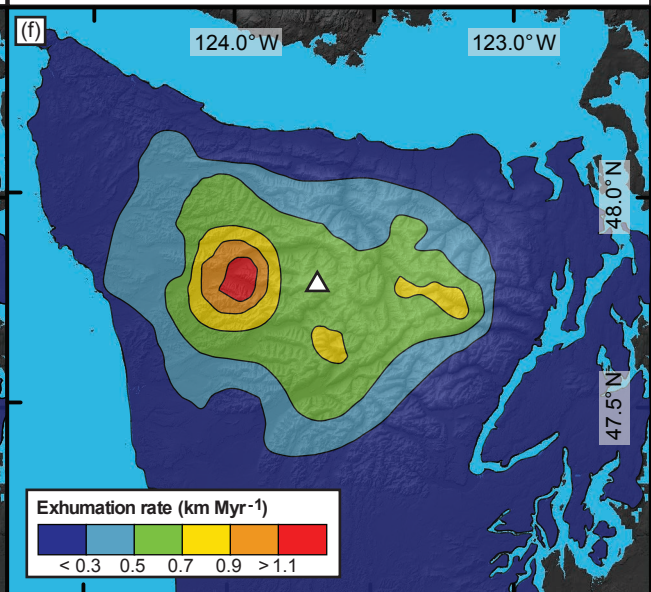 (f)
124.0°W
123.0°W
48.0°N
47.5°N
Exhumation rate (km Myr-1)
< 0.3 0.5 0.7 0.9 > 1.1